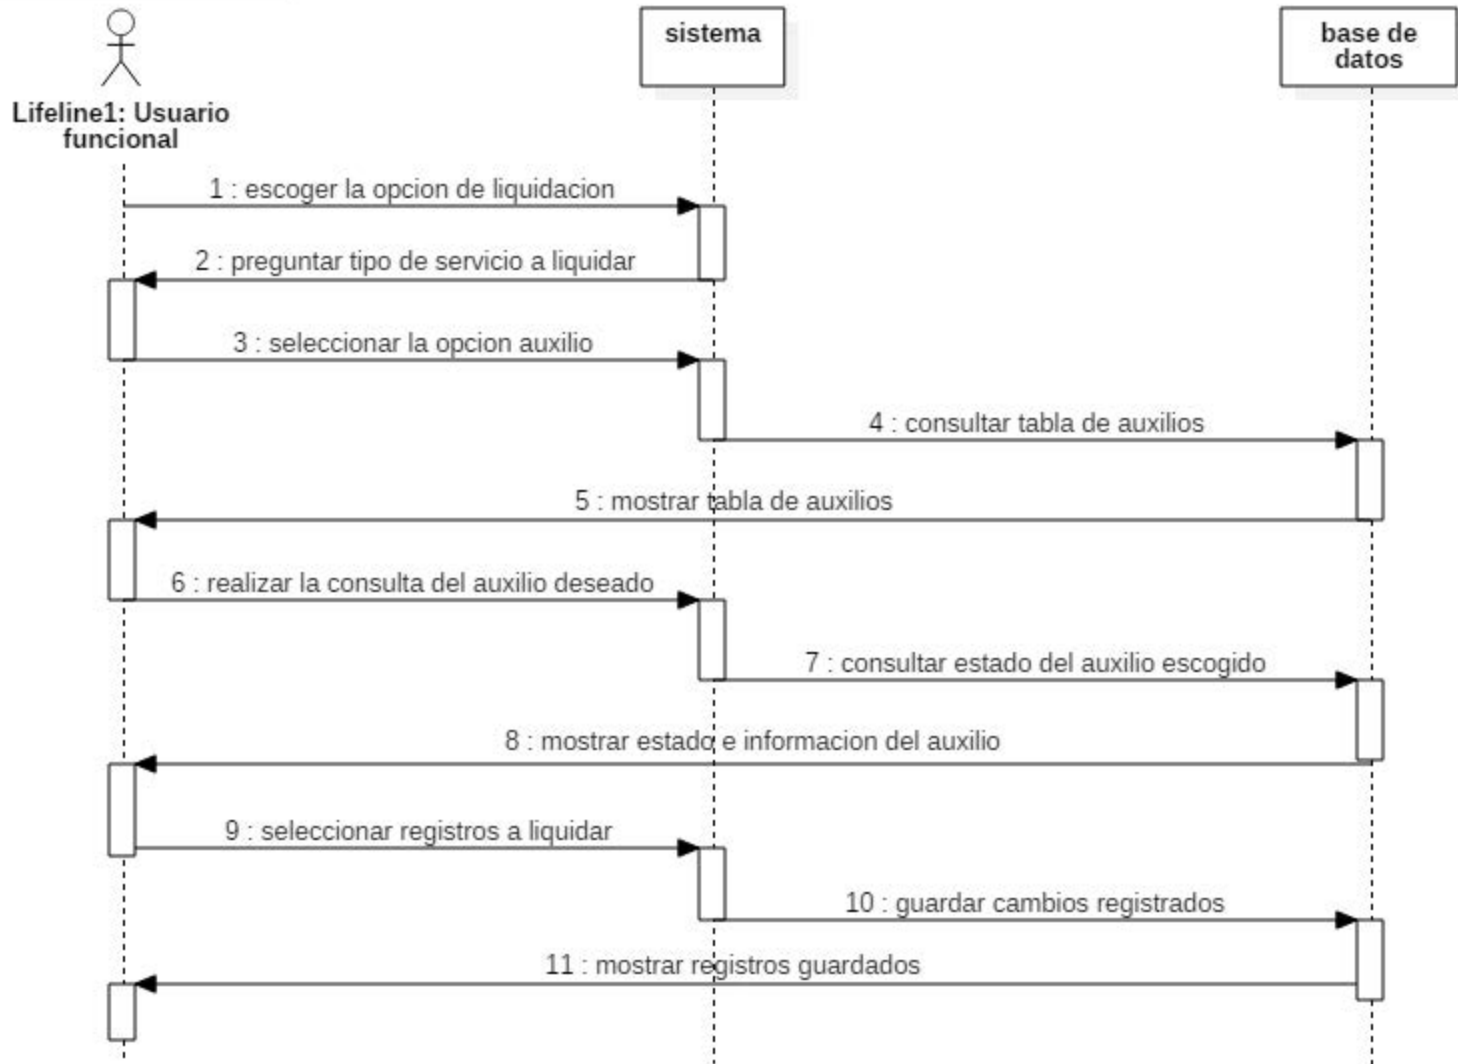 Lifeline1: Usuario
funcional
sistema
base de
datos
1 : escoger la opcion de liquidacion
2 : preguntar tipo de servicio a liquidar
3 : seleccionar la opcion auxilio
4 : consultar tabla de auxilios
5 : mostrar tabla de auxilios
6 : realizar la consulta del auxilio deseado
7 : consultar estado del auxilio escogido
8 : mostrar estado e informacion del auxilio
9 : seleccionar registros a liquidar
10 : guardar cambios registrados
11 : mostrar registros guardados